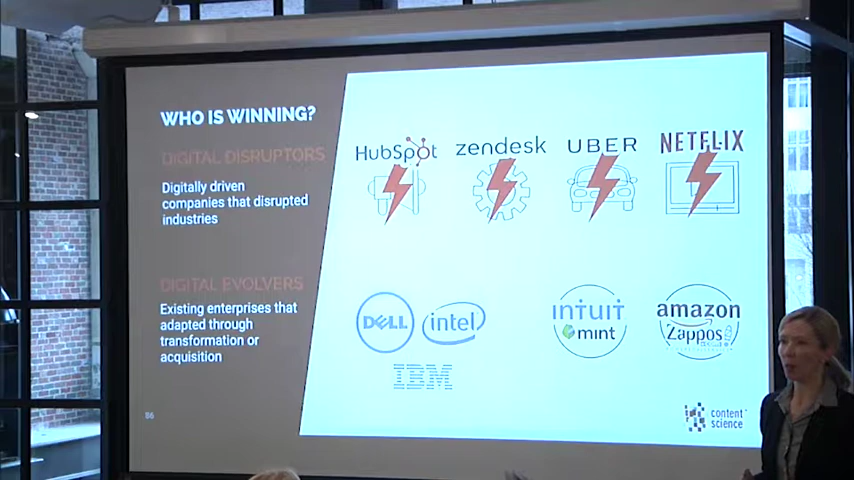 WHO IS WINNING?
DIGITAL DISRUPTORS
Digitally driven
companies that disrupted
industries
HubSpot zendesk UBER NETFLIX
DIGITAL EVOLVERS
Existing enterprises that
adapted through
transformation or
acquisition
DELL intel INTUIT amazon
mint Zappos
IBM
86
content
science